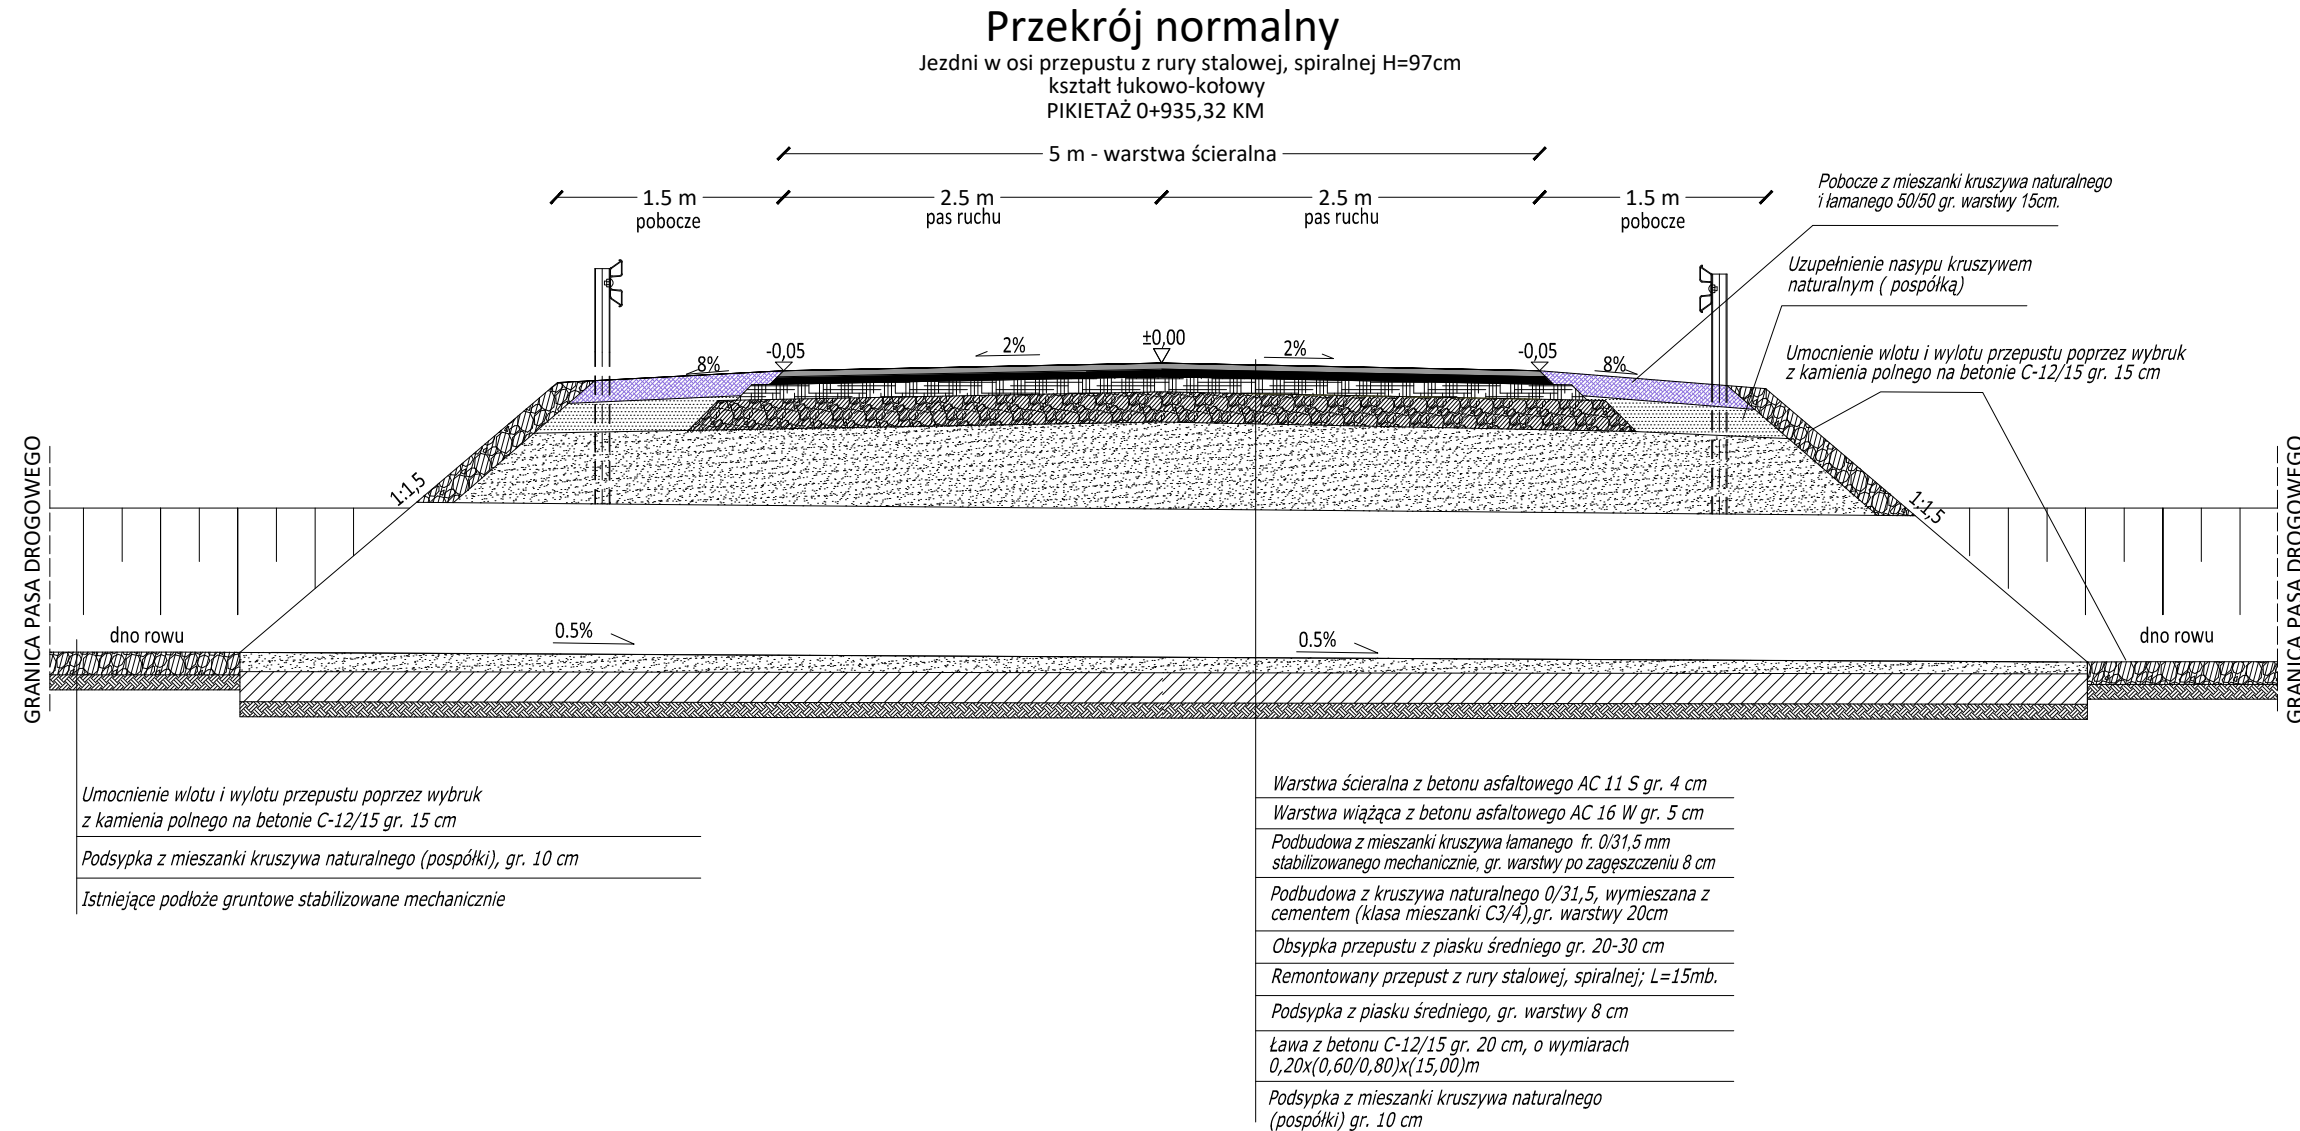 Przekrój normalny
Jezdni w osi przepustu z rury stalowej, spiralnej H=97cm
kształt łukowo-kołowy
PIKIETAŻ 0+935,32 KM
5 m - warstwa ścieralna
1.5 m
pobocze
2.5 m
pas ruchu
2.5 m
pas ruchu
1.5 m
pobocze
Pobocze z mieszanki kruszywa naturalnego
i łamanego 50/50 gr. warstwy 15cm.
Uzupełnienie nasypu kruszywem
naturalnym ( pospółką)
Umocnienie wlotu i wylotu przepustu poprzez wybruk
z kamienia polnego na betonie C-12/15 gr. 15 cm
8%
-0,05
2%
±0,00
2%
-0,05
8%
1:1,5
1:1,5
GRANICA PASA DROGOWEGO
GRANICA PASA DROGOWEGO
dno rowu
0.5%
0.5%
dno rowu
Umocnienie wlotu i wylotu przepustu poprzez wybruk
z kamienia polnego na betonie C-12/15 gr. 15 cm
Podsypka z mieszanki kruszywa naturalnego (pospółki), gr. 10 cm
Istniejące podłoże gruntowe stabilizowane mechanicznie
Warstwa ścieralna z betonu asfaltowego AC 11 S gr. 4 cm
Warstwa wiążąca z betonu asfaltowego AC 16 W gr. 5 cm
Podbudowa z mieszanki kruszywa łamanego fr. 0/31,5 mm
stabilizowanego mechanicznie, gr. warstwy po zagęszczeniu 8 cm
Podbudowa z kruszywa naturalnego 0/31,5, wymieszana z
cementem (klasa mieszanki C3/4),gr. warstwy 20cm
Obsypka przepustu z piasku średniego gr. 20-30 cm
Remontowany przepust z rury stalowej, spiralnej; L=15mb.
Podsypka z piasku średniego, gr. warstwy 8 cm
Ława z betonu C-12/15 gr. 20 cm, o wymiarach
0,20x(0,60/0,80)x(15,00)m
Podsypka z mieszanki kruszywa naturalnego
(pospółki) gr. 10 cm